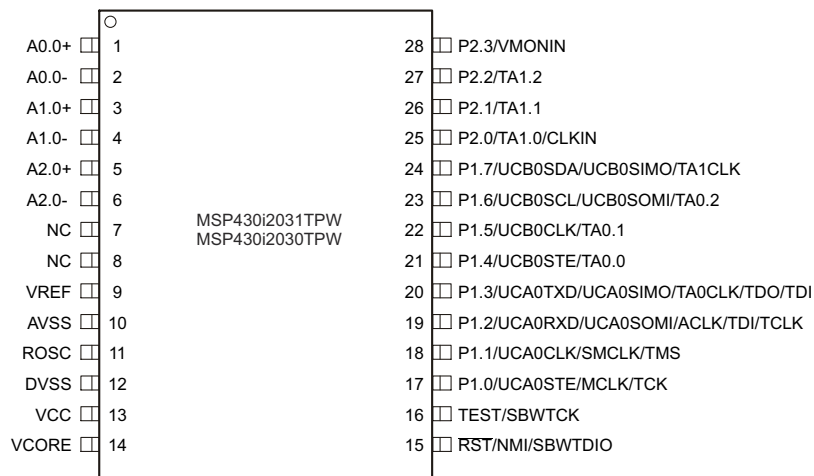 A0.0+ 1 28 P2.3/VMONIN
A0.0- 2 27 P2.2/TA1.2
A1.0+ 3 26 P2.1/TA1.1
A1.0- 4 25 P2.0/TA1.0/CLKIN
A2.0+ 5 24 P1.7/UCB0SDA/UCB0SIMO/TA1CLK
A2.0- 6 23 P1.6/UCB0SCL/UCB0SOMI/TA0.2
MSP430i2031TPW
NC 7 22 P1.5/UCB0CLK/TA0.1
MSP430i2030TPW
NC 8 21 P1.4/UCB0STE/TA0.0
VREF 9 20 P1.3/UCA0TXD/UCA0SIMO/TA0CLK/TDO/TDI
AVSS 10 19 P1.2/UCA0RXD/UCA0SOMI/ACLK/TDI/TCLK
ROSC 11 18 P1.1/UCA0CLK/SMCLK/TMS
DVSS 12 17 P1.0/UCA0STE/MCLK/TCK
VCC 13 16 TEST/SBWTCK
VCORE 14 15 RST/NMI/SBWTDIO